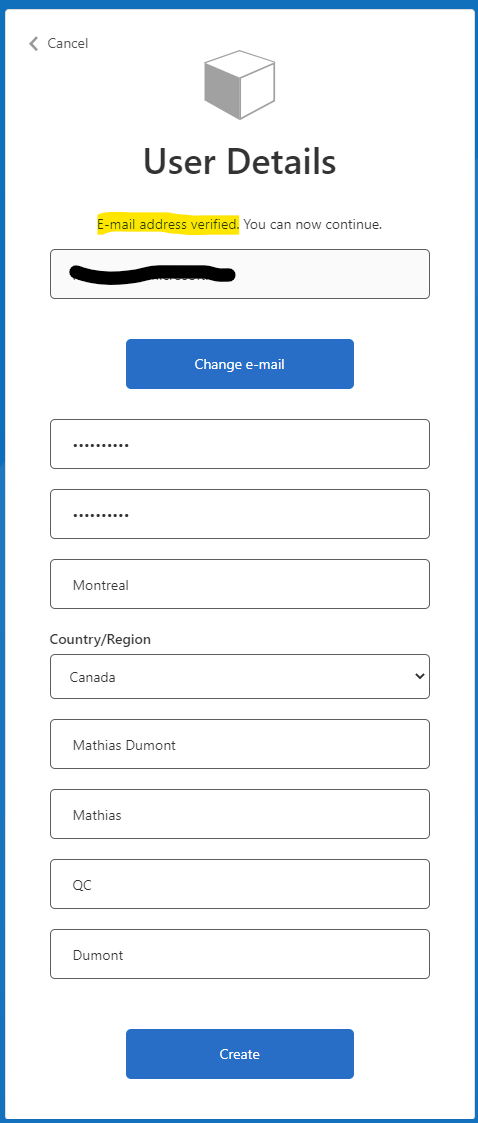 Cancel
User Details
E-mail address verified. You can now continue.
Change e-mail
••••••••••
••••••••••
Montreal
Country/Region
Canada
Mathias Dumont
Mathias
QC
Dumont
Create